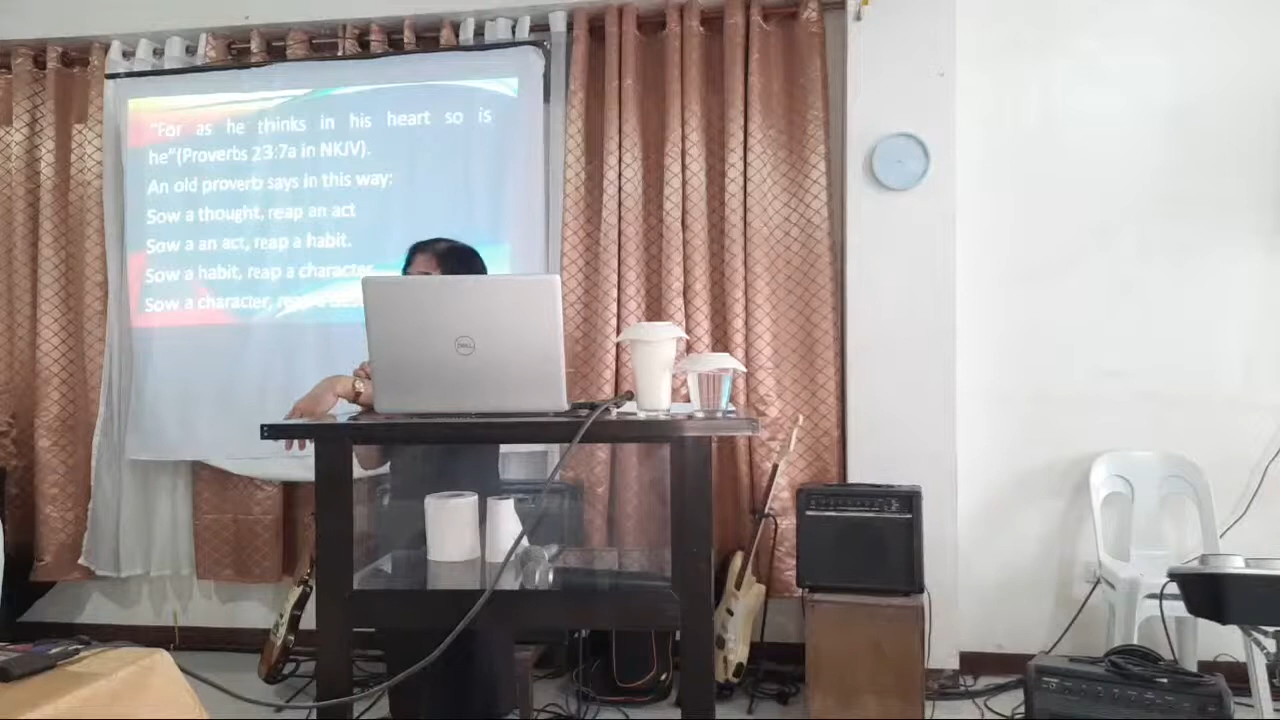 "For as he thinks in his heart so is
he"(Proverbs 23:7a in NKJV).
An old proverb says in this way:
Sow a thought, reap an act
Sow a an act, reap a habit.
Sow a habit, reap a character
Sow a character, reap a
DELL